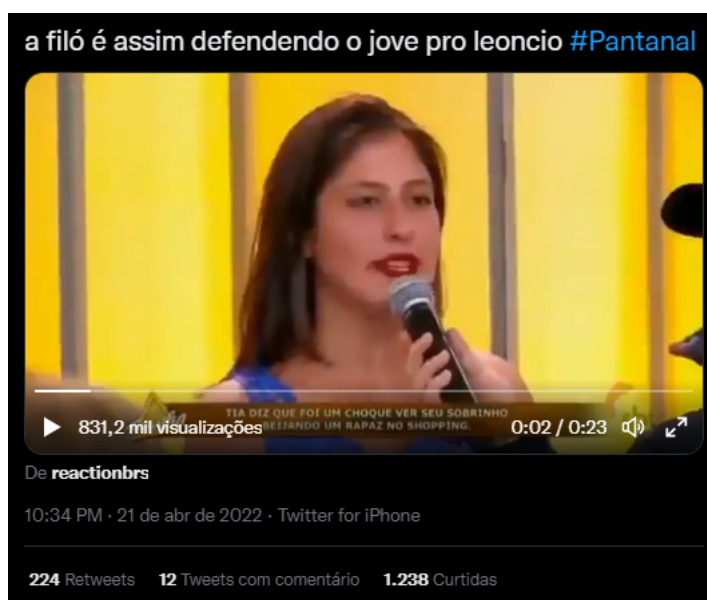 a filó é assim defendendo o jove pro leoncio #Pantanal
TIA DIZ QUE FOI UM CHOQUE VER SEU SOBRINHO
BEIJANDO UM RAPAZ NO SHOPPING.
831,2 mil visualizações
0:02 / 0:23
De reactionbrs
10:34 PM · 21 de abr de 2022 · Twitter for iPhone
224 Retweets 12 Tweets com comentário 1.238 Curtidas